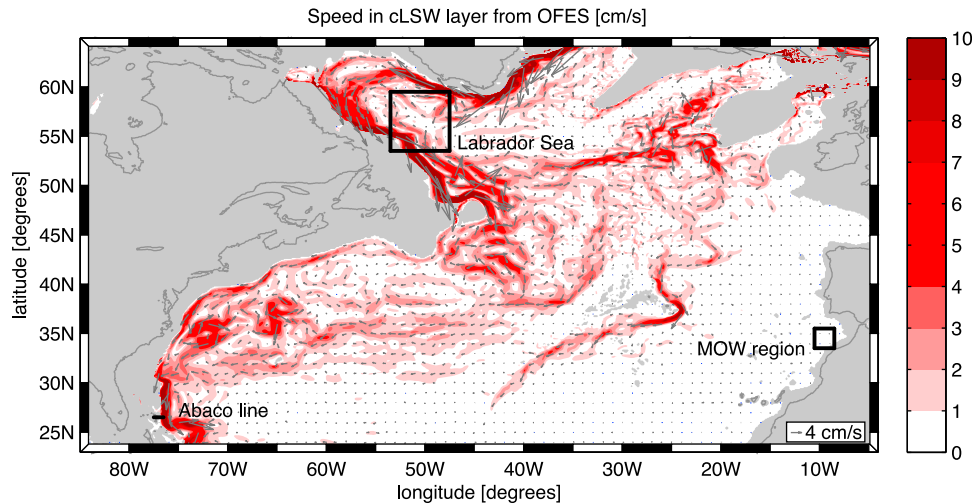 Speed in cLSW layer from OFES [cm/s]
60N
55N
50N
45N
40N
35N
30N
25N
latitude [degrees]
Labrador Sea
MOW region
Abaco line
4 cm/s
80W
70W
60W
50W
40W
30W
20W
10W
longitude [degrees]
10
9
8
7
6
5
4
3
2
1
0